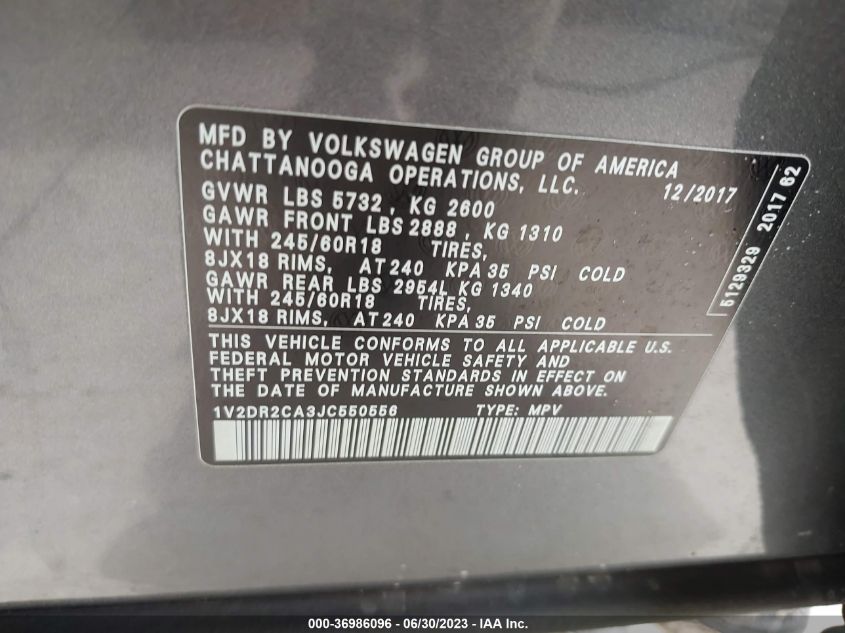 MFD BY VOLKSWAGEN GROUP OF AMERICA
CHATTANOOGA OPERATIONS, LLC. 12/2017
GVWR LBS 5732, KG 2600
GAWR FRONT LBS 2888, KG 1310
WITH 245/60R18 TIRES,
8JX18 RIMS, AT 240 KPA 35 PSI COLD
GAWR REAR LBS 2954L KG 1340
WITH 245/60R18 TIRES,
8JX18 RIMS, AT 240 KPA 35 PSI COLD
THIS VEHICLE CONFORMS TO ALL APPLICABLE U.S.
FEDERAL MOTOR VEHICLE SAFETY AND
THEFT PREVENTION STANDARDS IN EFFECT ON
THE DATE OF MANUFACTURE SHOWN ABOVE.
1V2DR2CA3JC550556 TYPE: MPV
5129329 2017 62
000-36986096 - 06/30/2023 - IAA Inc.